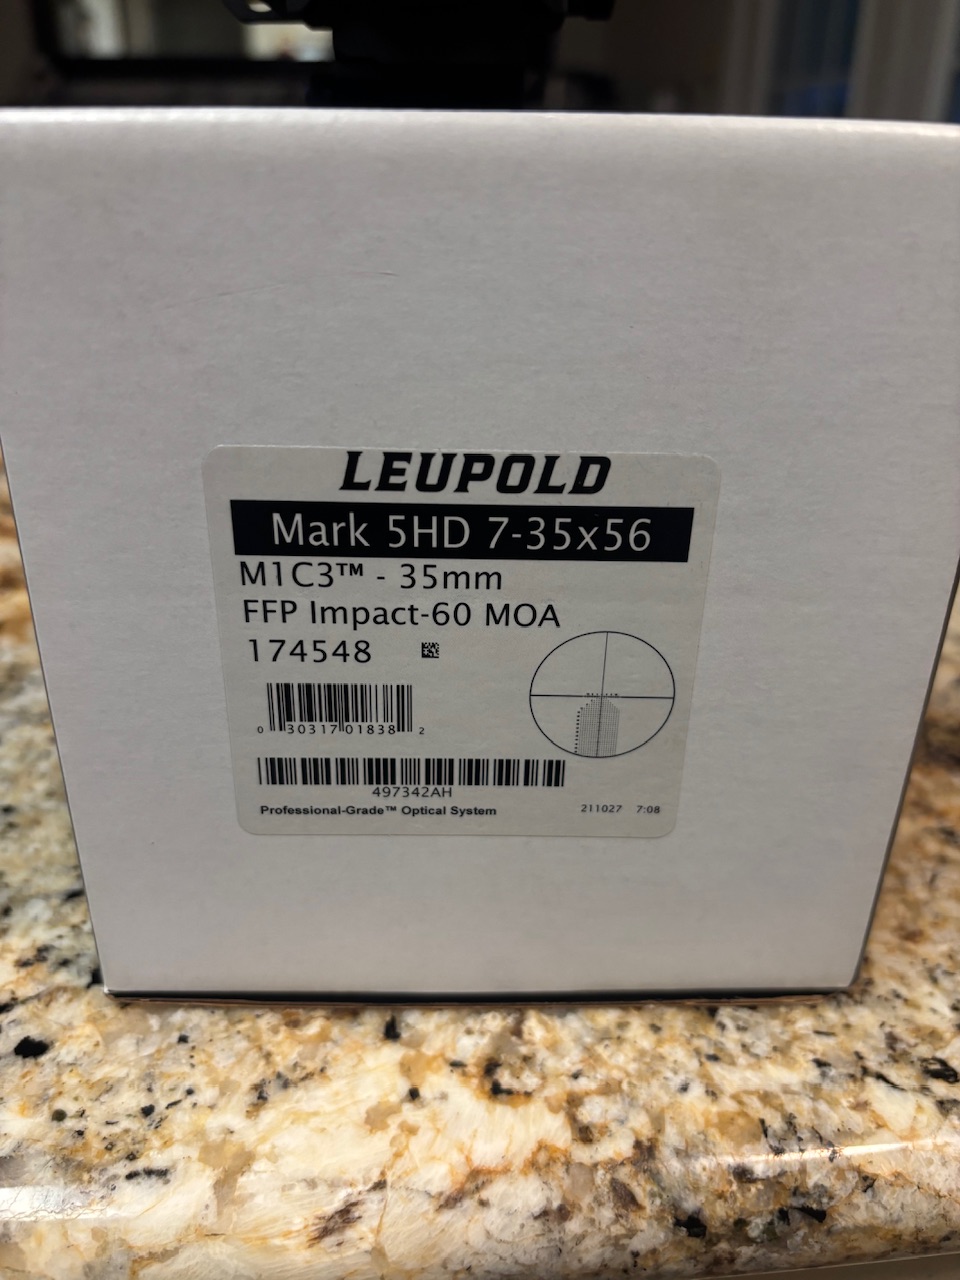 LEUPOLD
Mark 5HD 7-35x56
M1C3™ - 35mm
FFP Impact-60 MOA
174548
0 30317 01838 2
497342AH
Professional-Grade™ Optical System 211027 7:08